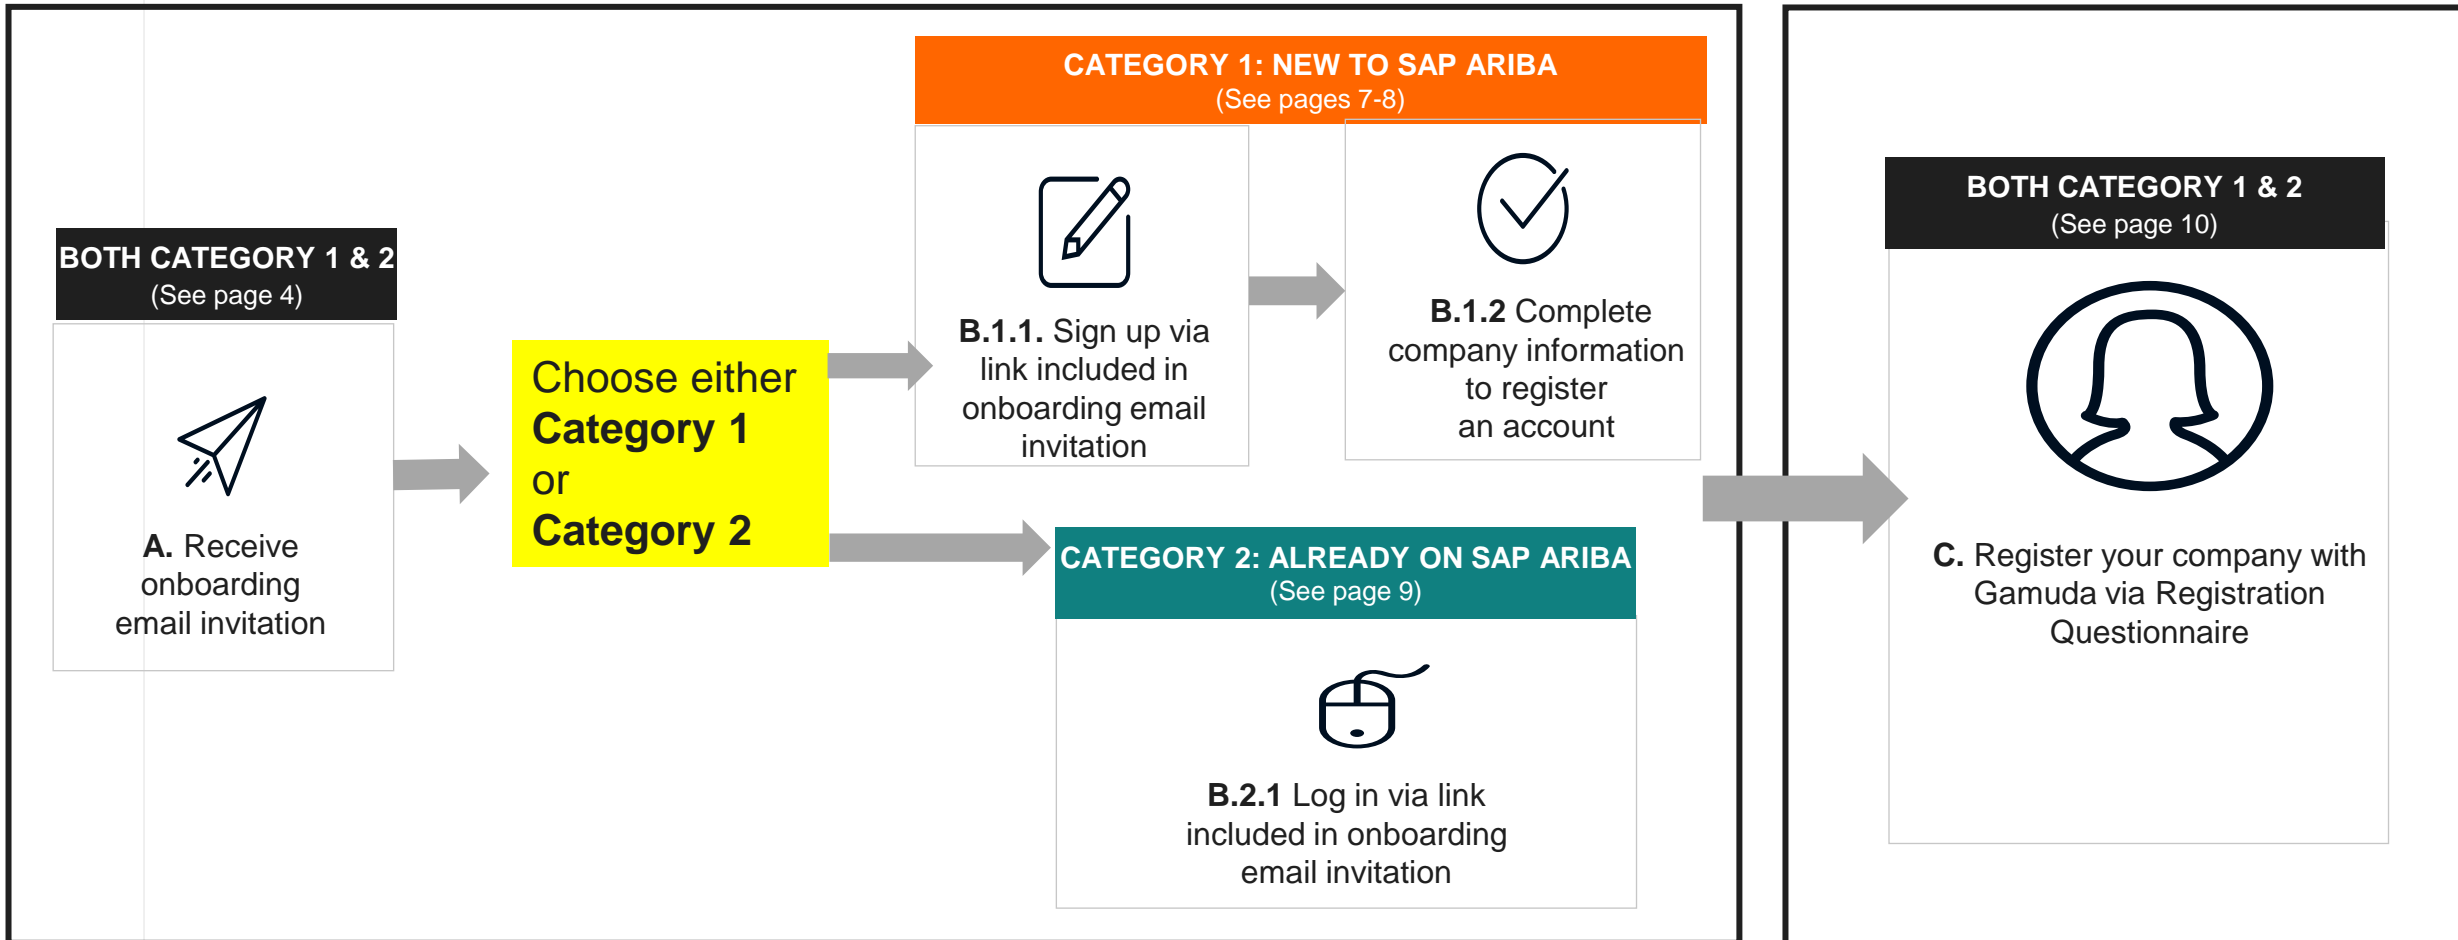 BOTH CATEGORY 1 & 2
(See page 4)
A. Receive
onboarding
email invitation
Choose either
Category 1
or
Category 2
CATEGORY 1: NEW TO SAP ARIBA
(See pages 7-8)
B.1.1. Sign up via
link included in
onboarding email
invitation
B.1.2 Complete
company information
to register
an account
CATEGORY 2: ALREADY ON SAP ARIBA
(See page 9)
B.2.1 Log in via link
included in onboarding
email invitation
BOTH CATEGORY 1 & 2
(See page 10)
C. Register your company with
Gamuda via Registration
Questionnaire